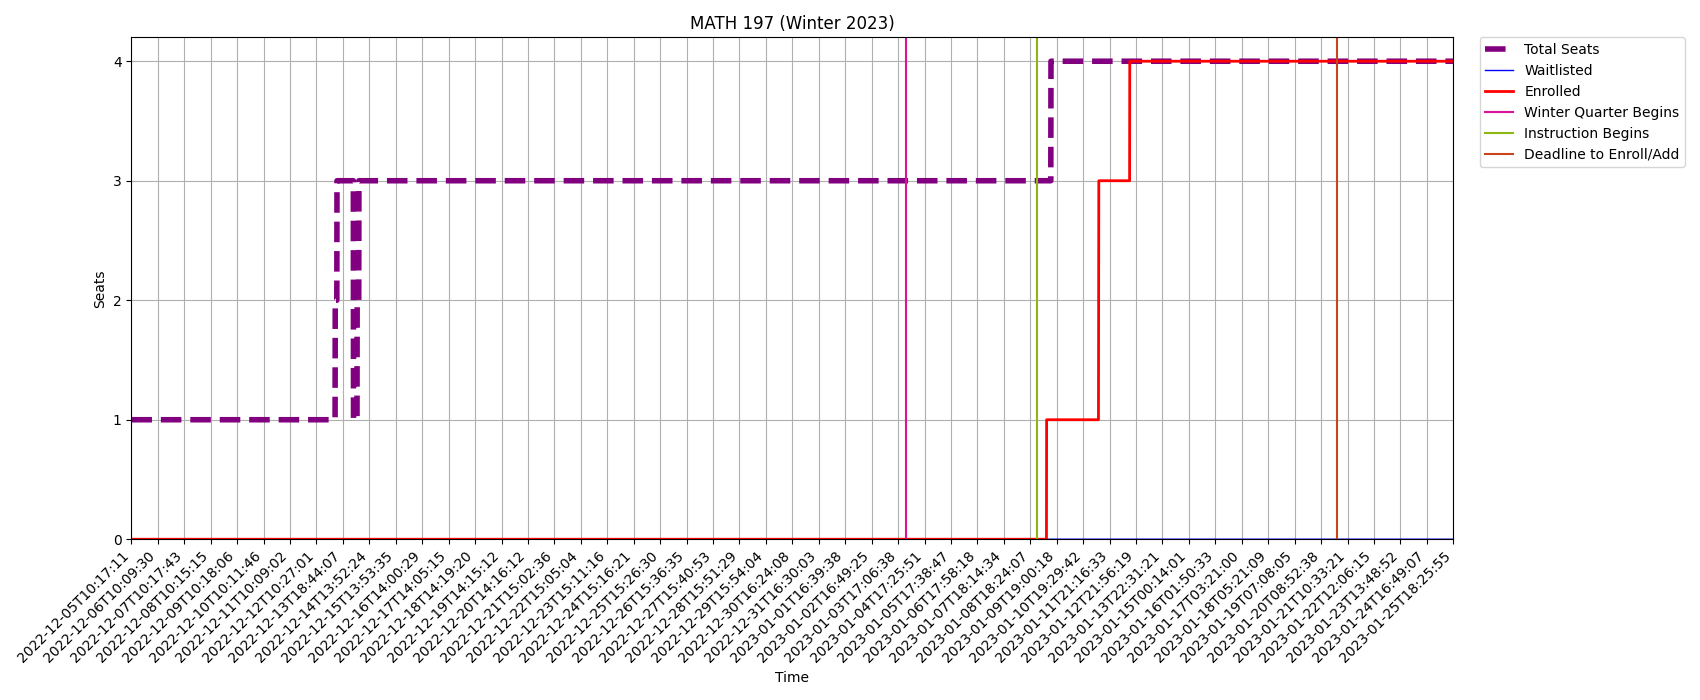 MATH 197 (Winter 2023)
Total Seats
Waitlisted
Enrolled
Winter Quarter Begins
Instruction Begins
Deadline to Enroll/Add
Seats
4
3
2
1
0
2022-12-05T10:17:11
2022-12-06T10:09:30
2022-12-07T10:17:43
2022-12-08T10:15:15
2022-12-09T10:18:06
2022-12-10T10:11:46
2022-12-11T10:09:02
2022-12-12T10:27:01
2022-12-13T18:44:07
2022-12-14T13:52:24
2022-12-15T13:53:35
2022-12-16T14:00:29
2022-12-17T14:05:15
2022-12-18T14:19:20
2022-12-19T14:15:12
2022-12-20T14:16:12
2022-12-21T15:02:36
2022-12-22T15:05:04
2022-12-23T15:11:16
2022-12-24T15:16:21
2022-12-25T15:26:30
2022-12-26T15:36:35
2022-12-27T15:40:53
2022-12-28T15:51:29
2022-12-29T15:54:04
2022-12-30T16:24:08
2022-12-31T16:30:03
2023-01-01T16:39:38
2023-01-02T16:49:25
2023-01-03T17:06:38
2023-01-04T17:25:51
2023-01-05T17:38:47
2023-01-06T17:58:18
2023-01-07T18:14:34
2023-01-08T18:24:07
2023-01-09T19:00:18
2023-01-10T19:29:42
2023-01-11T21:16:33
2023-01-12T21:56:19
2023-01-13T22:31:21
2023-01-15T00:14:01
2023-01-16T01:50:33
2023-01-17T03:21:00
2023-01-18T05:21:09
2023-01-19T07:08:05
2023-01-20T08:52:38
2023-01-21T10:33:21
2023-01-22T12:06:15
2023-01-23T13:48:52
2023-01-24T16:49:07
2023-01-25T18:25:55
Time